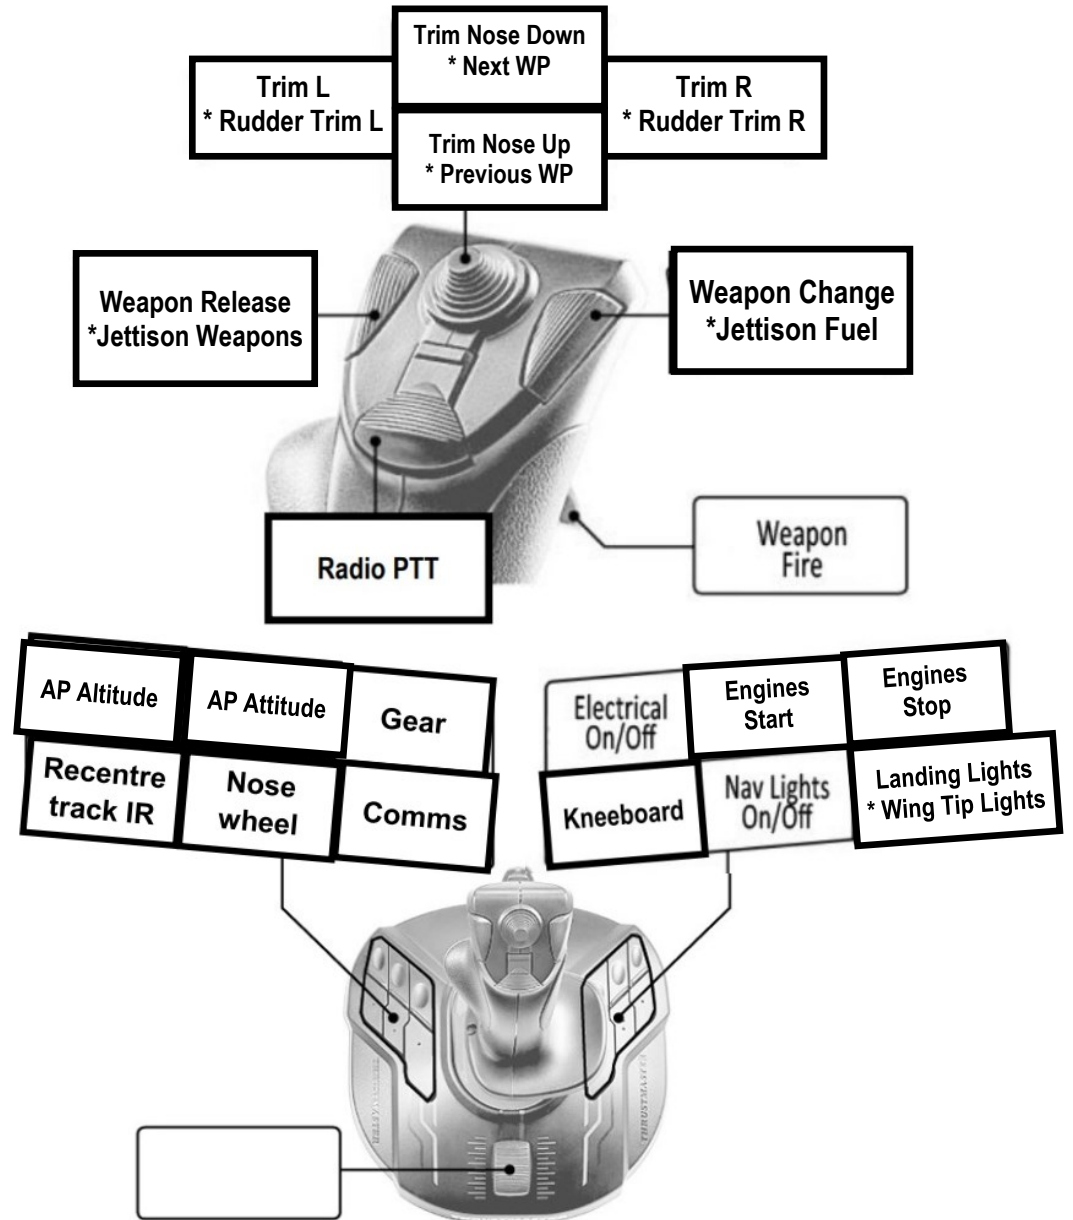 Trim Nose Down
* Next WP
Trim L
* Rudder Trim L
Trim R
* Rudder Trim R
Trim Nose Up
* Previous WP
Weapon Release
*Jettison Weapons
Weapon Change
*Jettison Fuel
Radio PTT
Weapon
Fire
AP Altitude
AP Attitude
Gear
Recentre
track IR
Nose
wheel
Comms
Electrical
On/Off
Engines
Start
Engines
Stop
Kneeboard
Nav Lights
On/Off
Landing Lights
* Wing Tip Lights
THRUSTMASTER
THRUSTMASTER